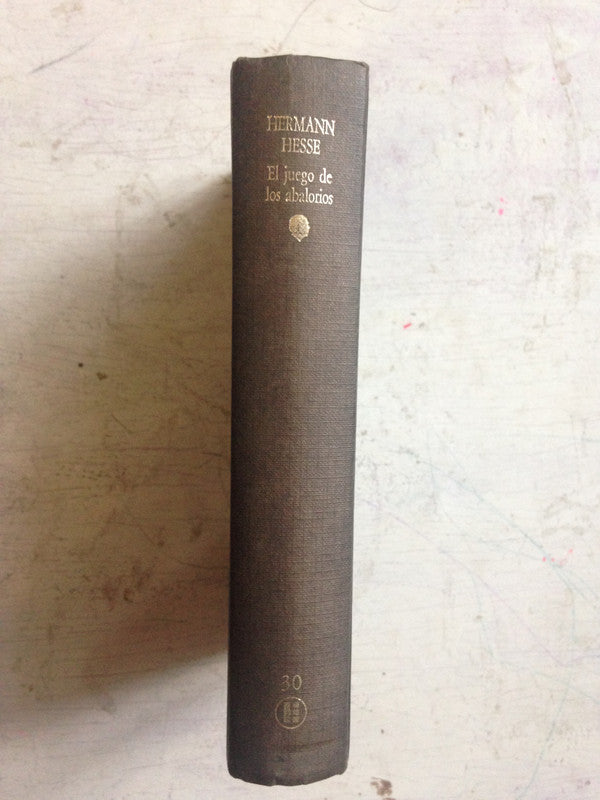 HERMANN
HESSE
El juego de
los abalorios
30